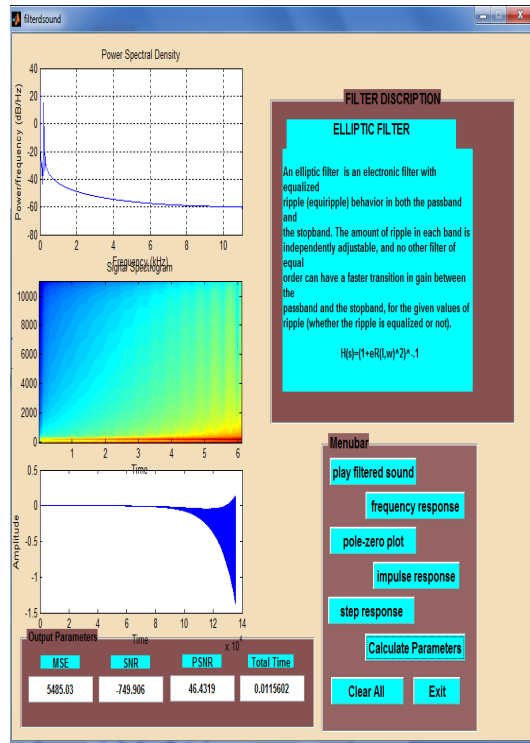 filterdsound
Power Spectral Density
40
20
0
-20
-40
-60
-80
Power/frequency (dB/Hz)
0 2 4 6 8 10
Frequency (kHz)
Signal Spectrogram
10000
8000
6000
4000
2000
0
1 2 3 4 5 6
Time
0.5
0
-0.5
-1
-1.5
Amplitude
0 2 4 6 8 10 12 14
Time
x 10^4
FILTER DISCRIPTION
ELLIPTIC FILTER
An elliptic filter is an electronic filter with
equalized
ripple (equiripple) behavior in both the passband
and
the stopband. The amount of ripple in each band is
independently adjustable, and no other filter of
equal
order can have a faster transition in gain between
the
passband and the stopband, for the given values of
ripple (whether the ripple is equalized or not).
H(s)=(1+eR(l,w)^2)^-.1
Menubar
play filtered sound
frequency response
pole-zero plot
impulse response
step response
Calculate Parameters
Clear All Exit
Output Parameters
MSE SNR PSNR Total Time
5485.03 -749.906 46.4319 0.0115602